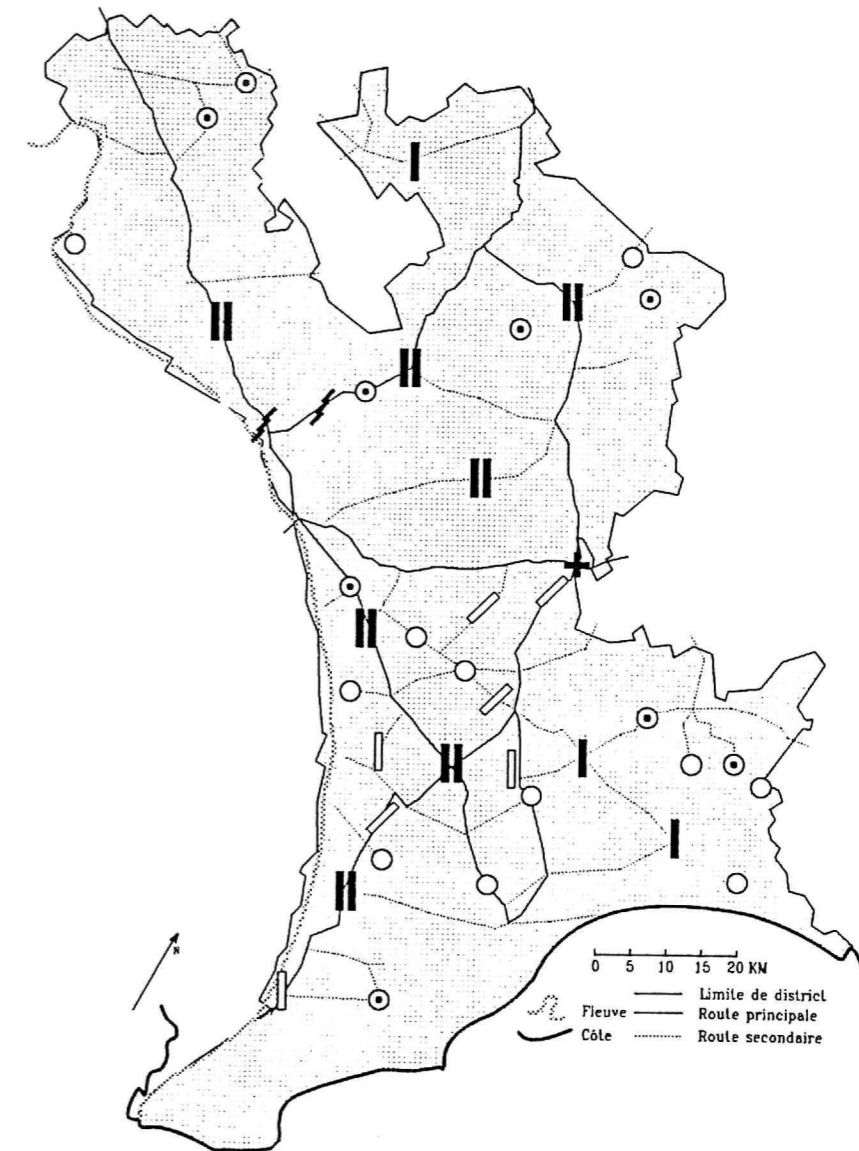 N
0 5 10 15 20 KM
Limite de district
Fleuve Route principale
Côte Route secondaire